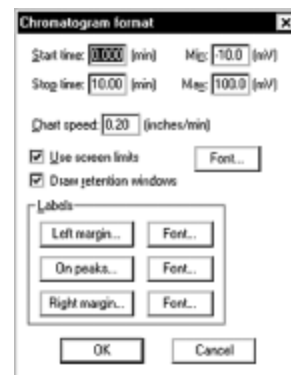 Chromatogram format
Start time: 0.000 (min) Min: -10.0 (mV)
Stop time: 10.00 (min) Max: 100.0 (mV)
Chart speed: 0.20 (inches/min)
Use screen limits Font...
Draw retention windows
Labels
Left margin... Font...
On peaks... Font...
Right margin... Font...
OK Cancel